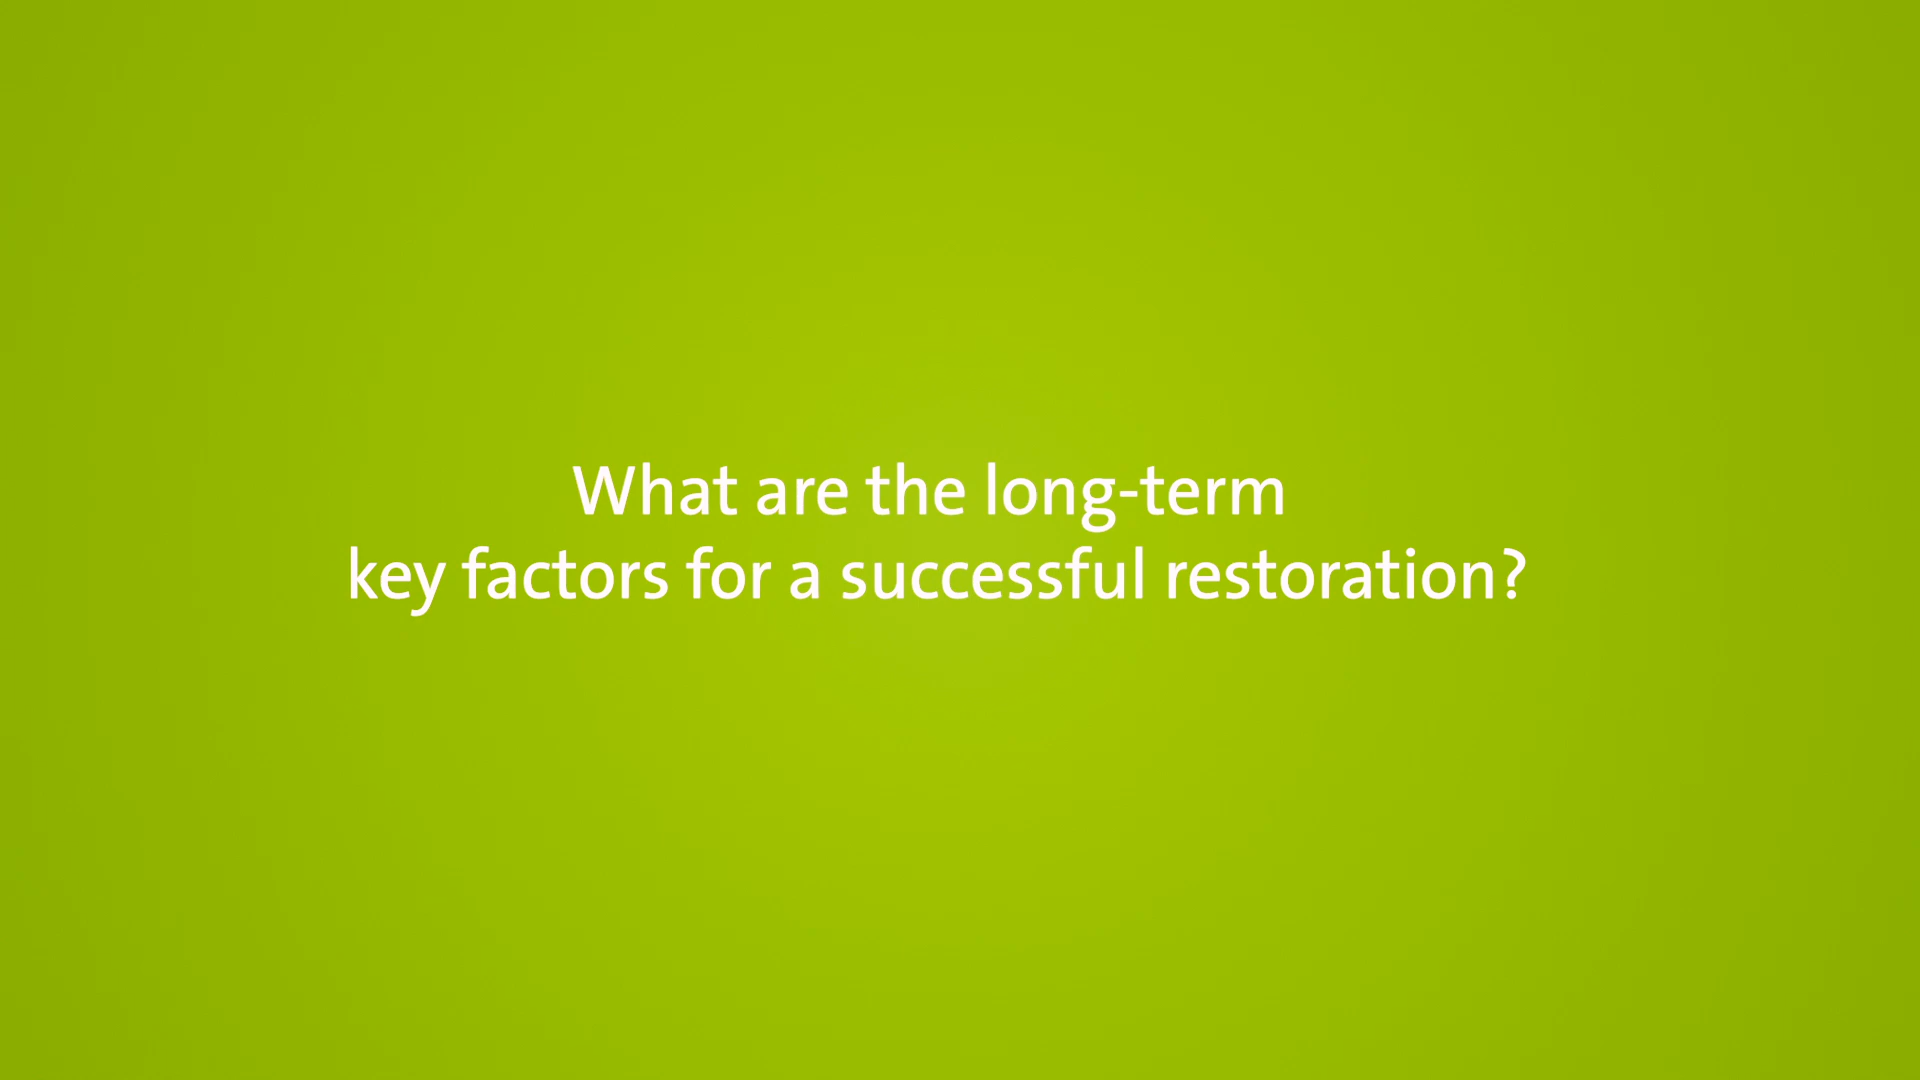 What are the long-term
key factors for a successful restoration?